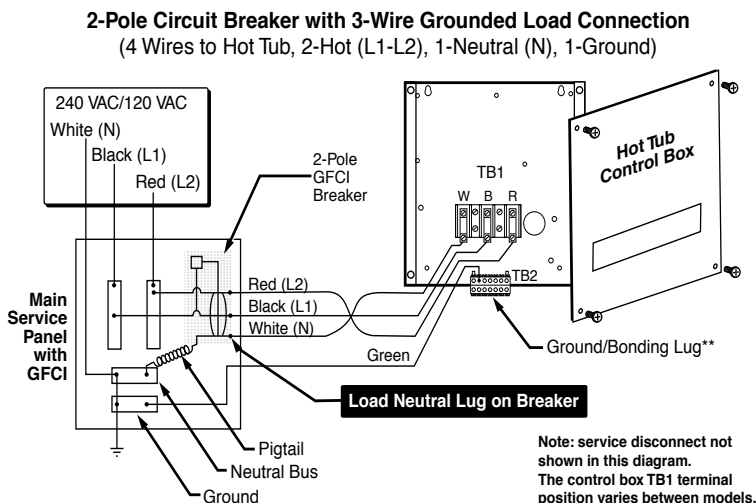 2-Pole Circuit Breaker with 3-Wire Grounded Load Connection
(4 Wires to Hot Tub, 2-Hot (L1-L2), 1-Neutral (N), 1-Ground)
240 VAC/120 VAC
White (N)
Black (L1)
Red (L2)
2-Pole
GFCI
Breaker
TB1
W B R
Hot Tub
Control Box
TB2
Main
Service
Panel
with
GFCI
Red (L2)
Black (L1)
White (N)
Green
Ground/Bonding Lug**
Load Neutral Lug on Breaker
Pigtail
Neutral Bus
Ground
Note: service disconnect not
shown in this diagram.
The control box TB1 terminal
position varies between models.